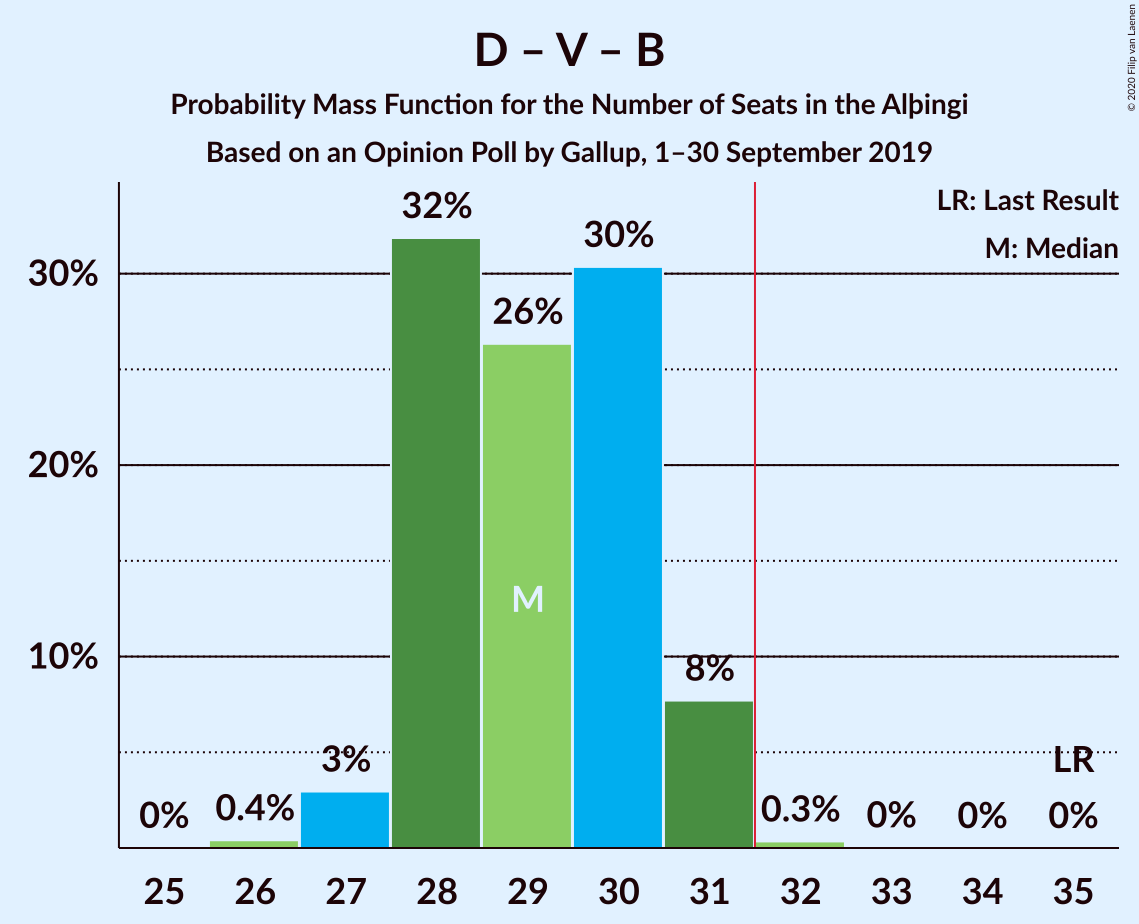 D – V – B
Probability Mass Function for the Number of Seats in the Alþingi
Based on an Opinion Poll by Gallup, 1–30 September 2019
© 2020 Filip van Laenen
LR: Last Result
M: Median
30%
20%
10%
0%
0.4%
3%
32%
26%
30%
8%
0.3%
0%
0%
0%
LR
M
25 26 27 28 29 30 31 32 33 34 35